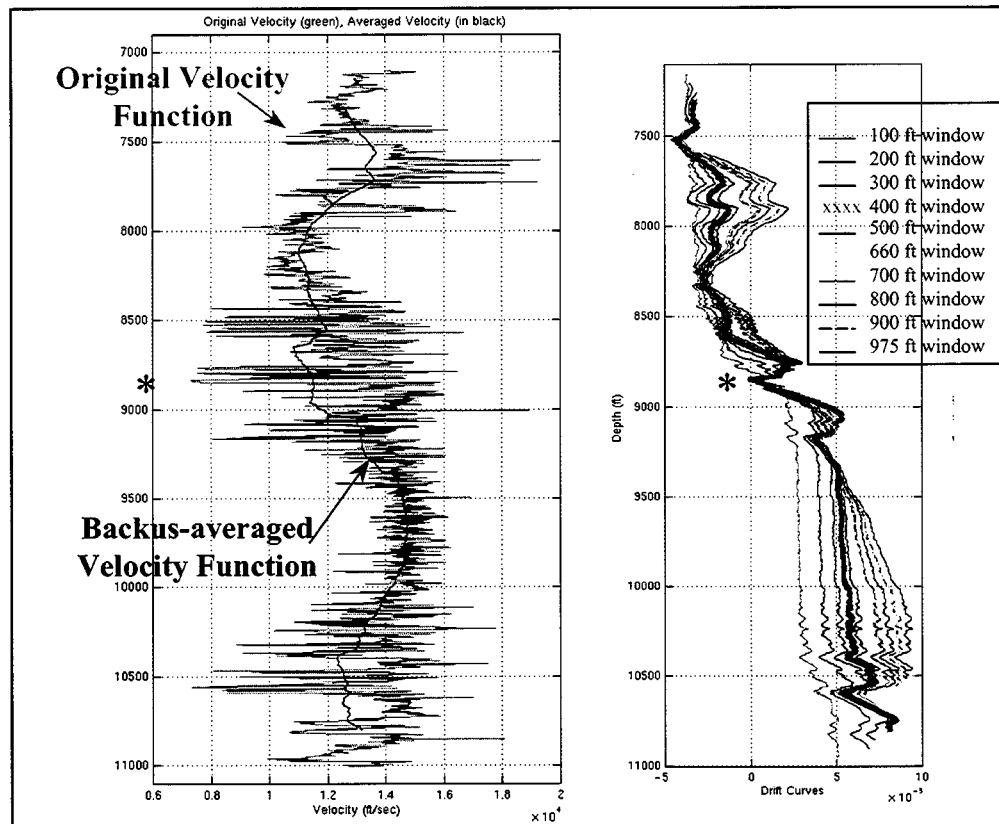 Original Velocity (green), Averaged Velocity (in black)
Original Velocity
Function
Backus-averaged
Velocity Function
7000
7500
8000
8500
*
9000
9500
10000
10500
11000
0.6
0.8
1
1.2
1.4
1.6
1.8
2
Velocity (ft/sec)
× 10⁴
Depth (ft)
7500
8000
8500
*
9000
9500
10000
10500
11000
-5
0
5
10
Drift Curves
× 10⁻³
100 ft window
200 ft window
300 ft window
xxxx 400 ft window
500 ft window
660 ft window
700 ft window
800 ft window
900 ft window
975 ft window